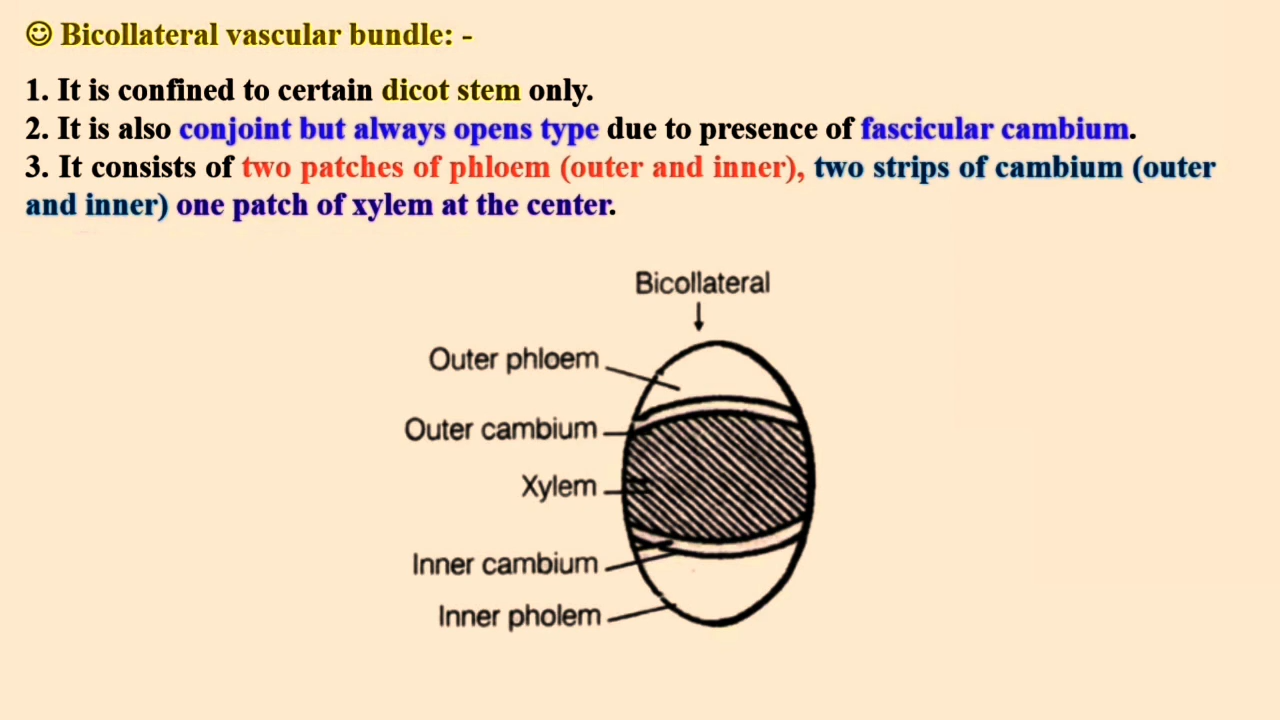 ☺ Bicollateral vascular bundle: -
1. It is confined to certain dicot stem only.
2. It is also conjoint but always opens type due to presence of fascicular cambium.
3. It consists of two patches of phloem (outer and inner), two strips of cambium (outer
and inner) one patch of xylem at the center.
Bicollateral
Outer phloem
Outer cambium
Xylem
Inner cambium
Inner pholem